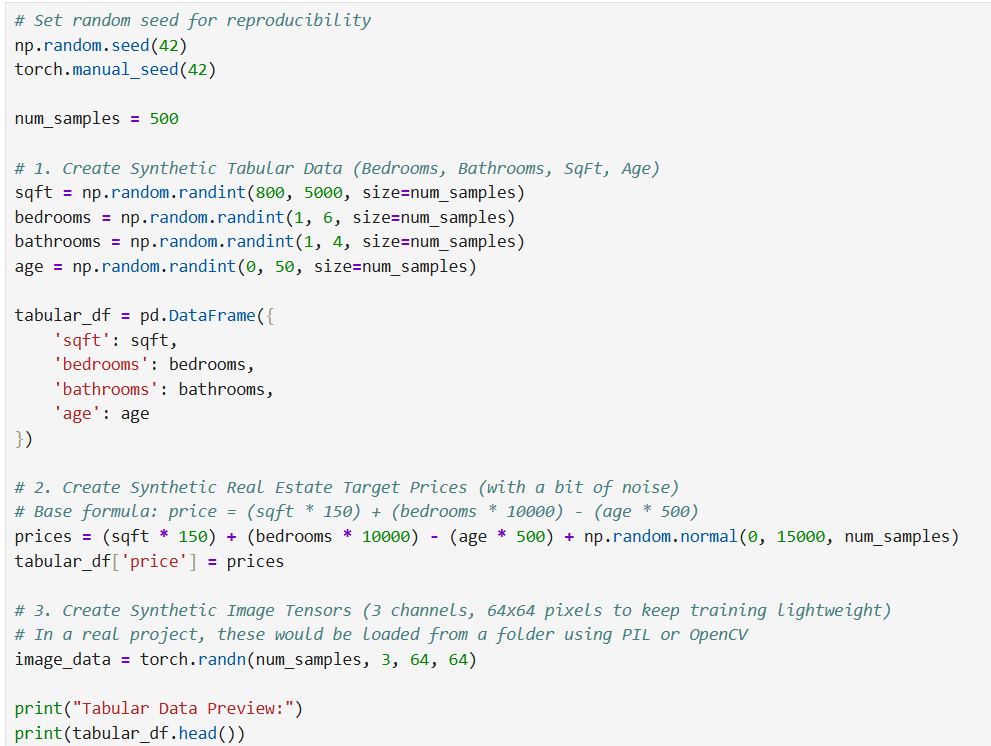 # Set random seed for reproducibility
np.random.seed(42)
torch.manual_seed(42)

num_samples = 500

# 1. Create Synthetic Tabular Data (Bedrooms, Bathrooms, SqFt, Age)
sqft = np.random.randint(800, 5000, size=num_samples)
bedrooms = np.random.randint(1, 6, size=num_samples)
bathrooms = np.random.randint(1, 4, size=num_samples)
age = np.random.randint(0, 50, size=num_samples)

tabular_df = pd.DataFrame({
    'sqft': sqft,
    'bedrooms': bedrooms,
    'bathrooms': bathrooms,
    'age': age
})

# 2. Create Synthetic Real Estate Target Prices (with a bit of noise)
# Base formula: price = (sqft * 150) + (bedrooms * 10000) - (age * 500)
prices = (sqft * 150) + (bedrooms * 10000) - (age * 500) + np.random.normal(0, 15000, num_samples)
tabular_df['price'] = prices

# 3. Create Synthetic Image Tensors (3 channels, 64x64 pixels to keep training lightweight)
# In a real project, these would be loaded from a folder using PIL or OpenCV
image_data = torch.randn(num_samples, 3, 64, 64)

print("Tabular Data Preview:")
print(tabular_df.head())